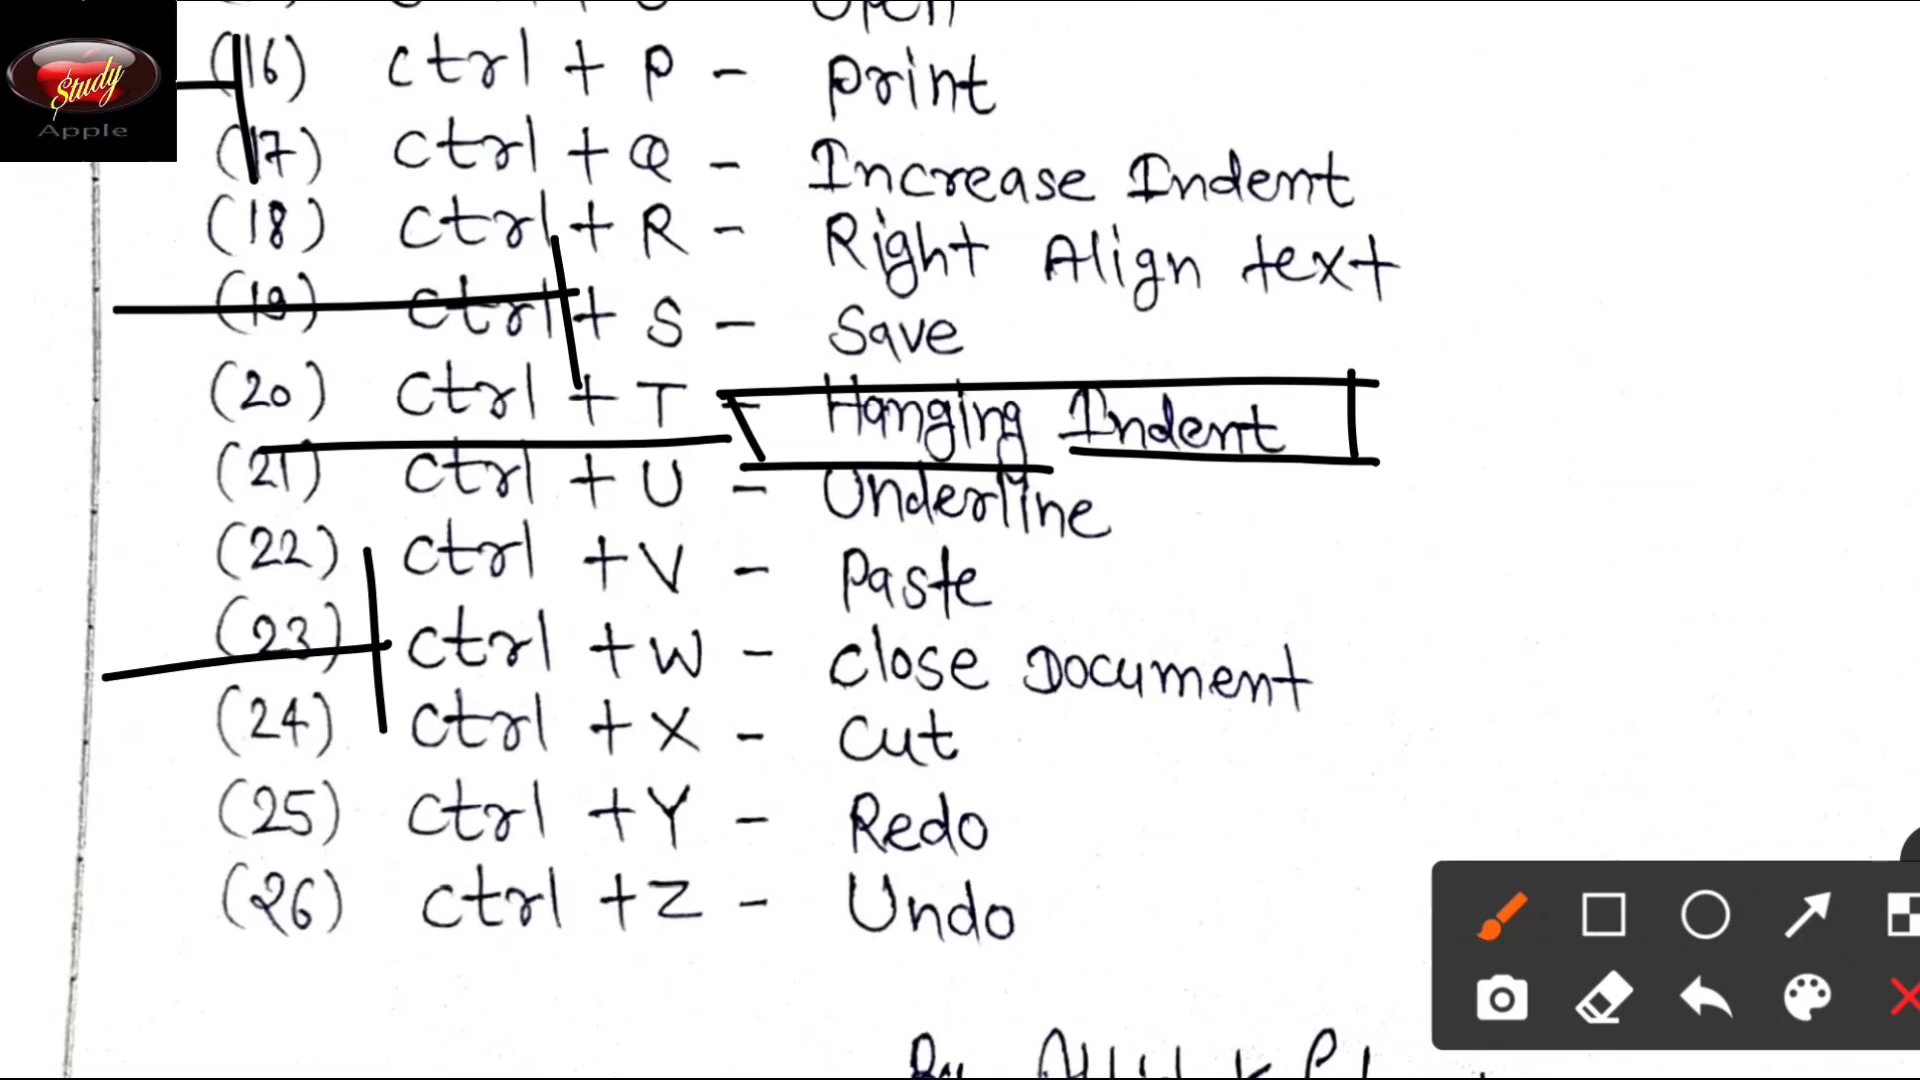 Open
Study
Apple
(16) ctrl + P - Print
(17) ctrl + Q - Increase Indent
(18) ctrl + R - Right Align text
(19) ctrl + S - Save
(20) ctrl + T - Hanging Indent
(21) ctrl + U - Underline
(22) ctrl + V - Paste
(23) ctrl + W - close Document
(24) ctrl + X - cut
(25) ctrl + Y - Redo
(26) ctrl + Z - Undo
By